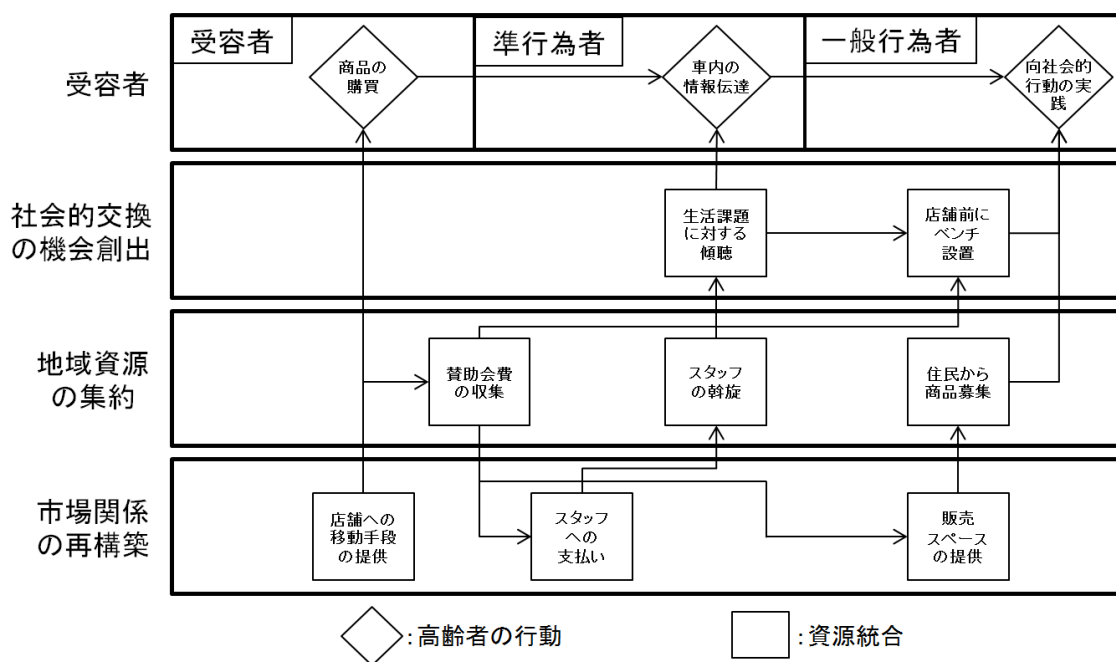 受容者
準行為者
一般行為者
受容者
商品の
購買
車内の
情報伝達
向社会的
行動の実
践
社会的交換
の機会創出
生活課題
に対する
傾聴
店舗前に
ベンチ
設置
地域資源
の集約
賛助会費
の収集
スタッフ
の斡旋
住民から
商品募集
市場関係
の再構築
店舗への
移動手段
の提供
スタッフ
への
支払い
販売
スペース
の提供
:高齢者の行動
:資源統合